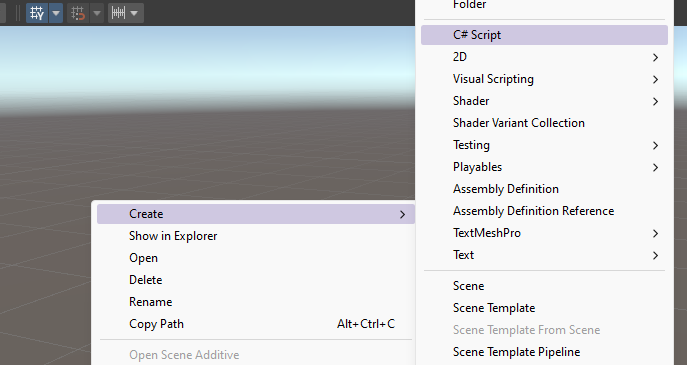 Folder
C# Script
2D
Visual Scripting
Shader
Shader Variant Collection
Testing
Playables
Assembly Definition
Assembly Definition Reference
TextMeshPro
Text
Scene
Scene Template
Scene Template From Scene
Scene Template Pipeline
Create
Show in Explorer
Open
Delete
Rename
Copy Path Alt+Ctrl+C
Open Scene Additive